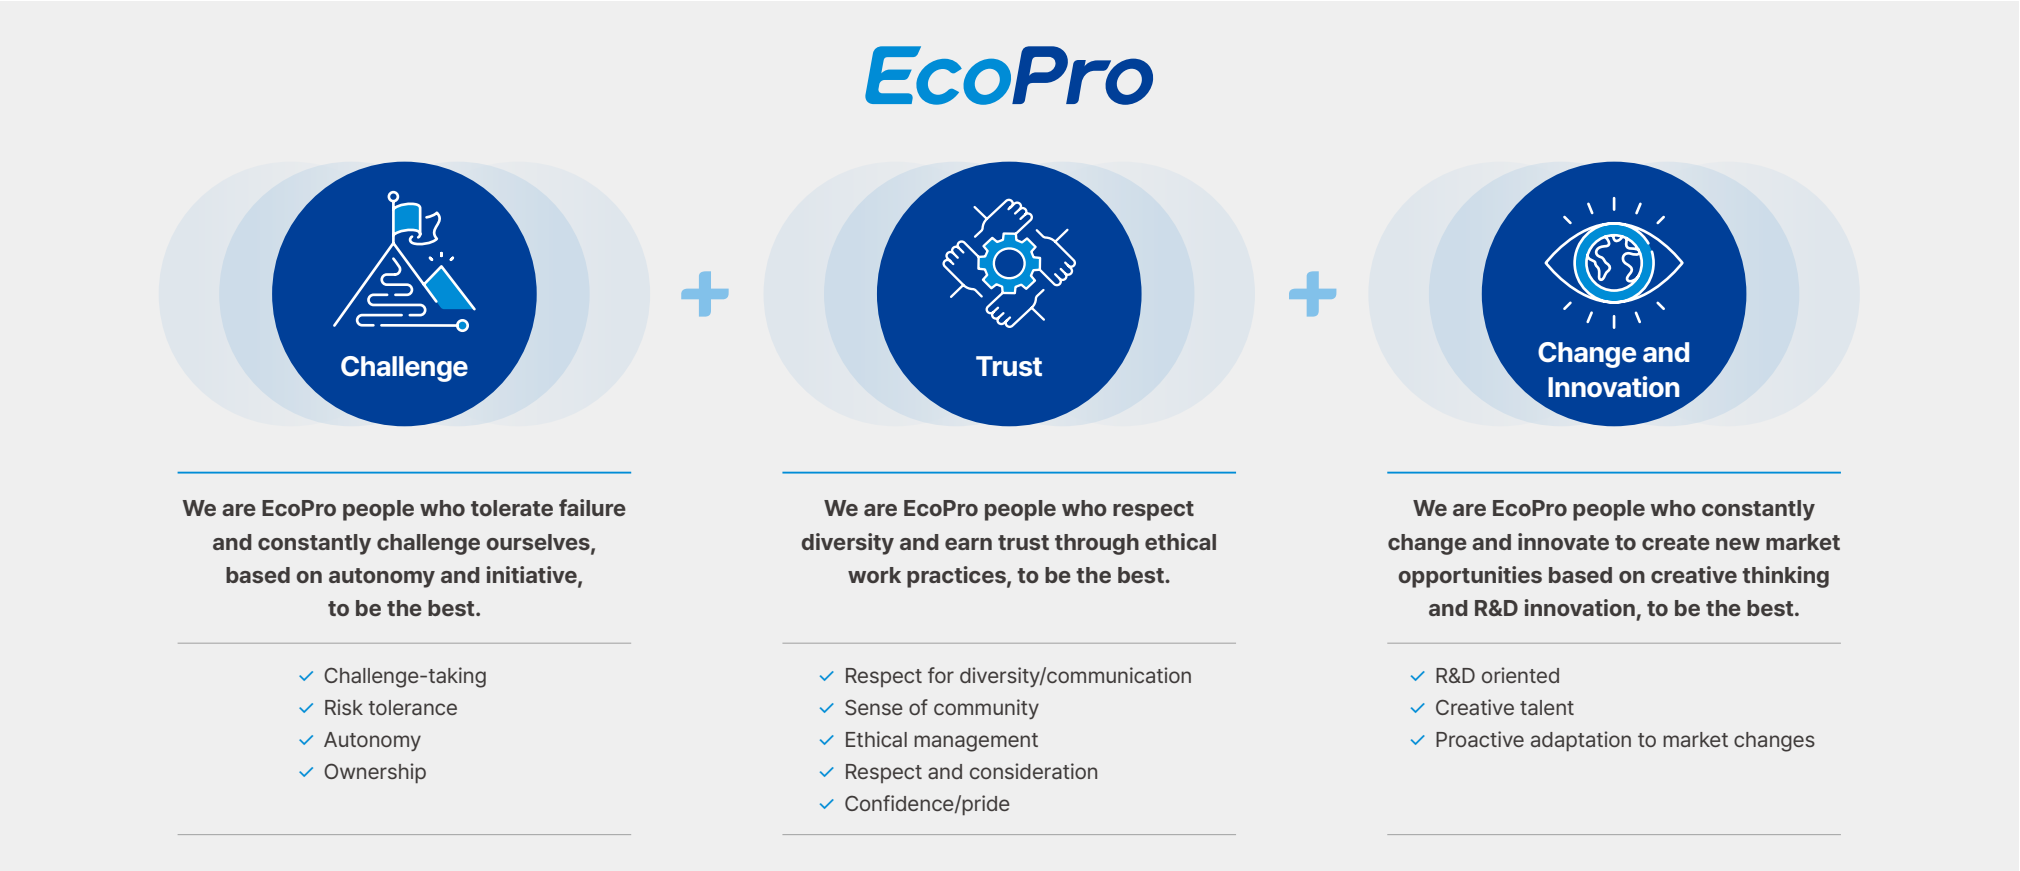 EcoPro
Challenge
Trust
Change and
Innovation
We are EcoPro people who tolerate failure
and constantly challenge ourselves,
based on autonomy and initiative,
to be the best.
We are EcoPro people who respect
diversity and earn trust through ethical
work practices, to be the best.
We are EcoPro people who constantly
change and innovate to create new market
opportunities based on creative thinking
and R&D innovation, to be the best.
Challenge-taking
Risk tolerance
Autonomy
Ownership
Respect for diversity/communication
Sense of community
Ethical management
Respect and consideration
Confidence/pride
R&D oriented
Creative talent
Proactive adaptation to market changes